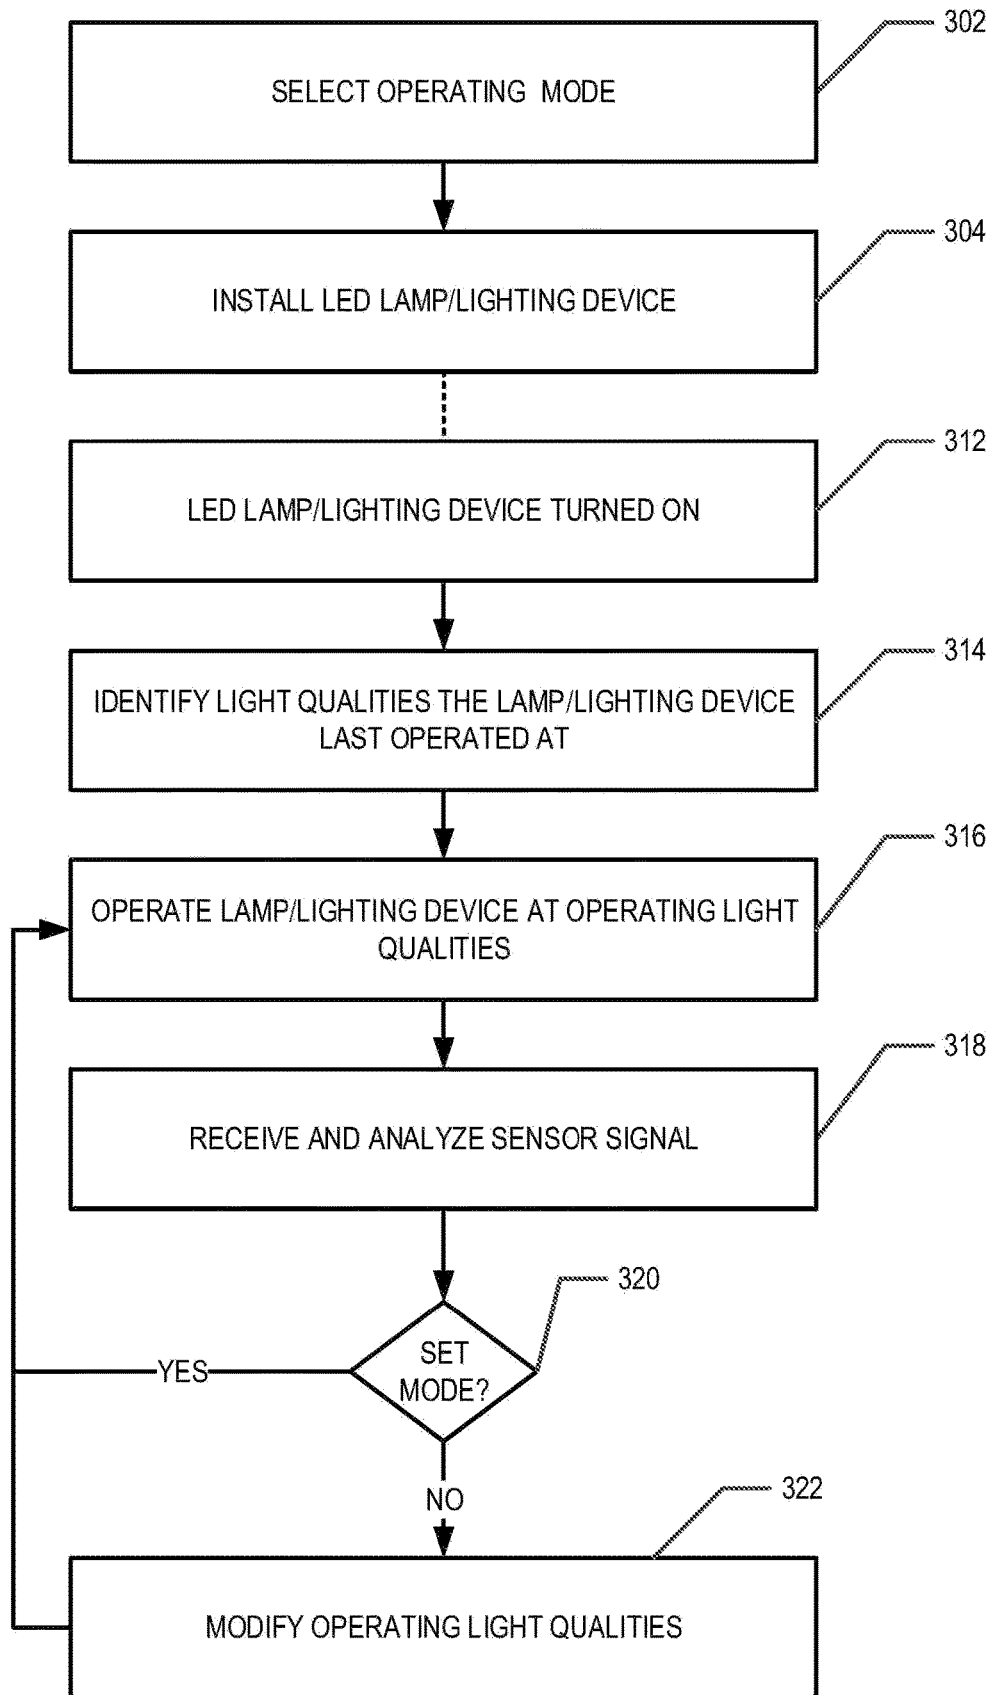 302
SELECT OPERATING MODE
304
INSTALL LED LAMP/LIGHTING DEVICE
312
LED LAMP/LIGHTING DEVICE TURNED ON
314
IDENTIFY LIGHT QUALITIES THE LAMP/LIGHTING DEVICE
LAST OPERATED AT
316
OPERATE LAMP/LIGHTING DEVICE AT OPERATING LIGHT
QUALITIES
318
RECEIVE AND ANALYZE SENSOR SIGNAL
320
SET
MODE?
YES
NO
322
MODIFY OPERATING LIGHT QUALITIES